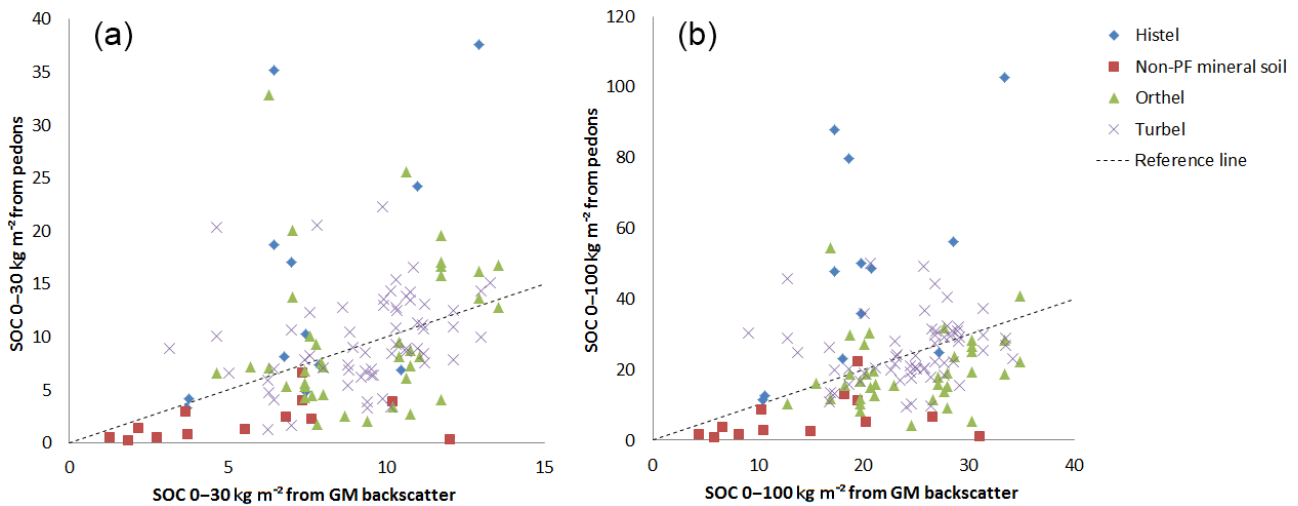 (a)
SOC 0–30 kg m⁻² from pedons
40
35
30
25
20
15
10
5
0
0 5 10 15
SOC 0–30 kg m⁻² from GM backscatter
(b)
SOC 0–100 kg m⁻² from pedons
120
100
80
60
40
20
0
0 10 20 30 40
SOC 0–100 kg m⁻² from GM backscatter
Histel
Non-PF mineral soil
Orthel
Turbel
Reference line